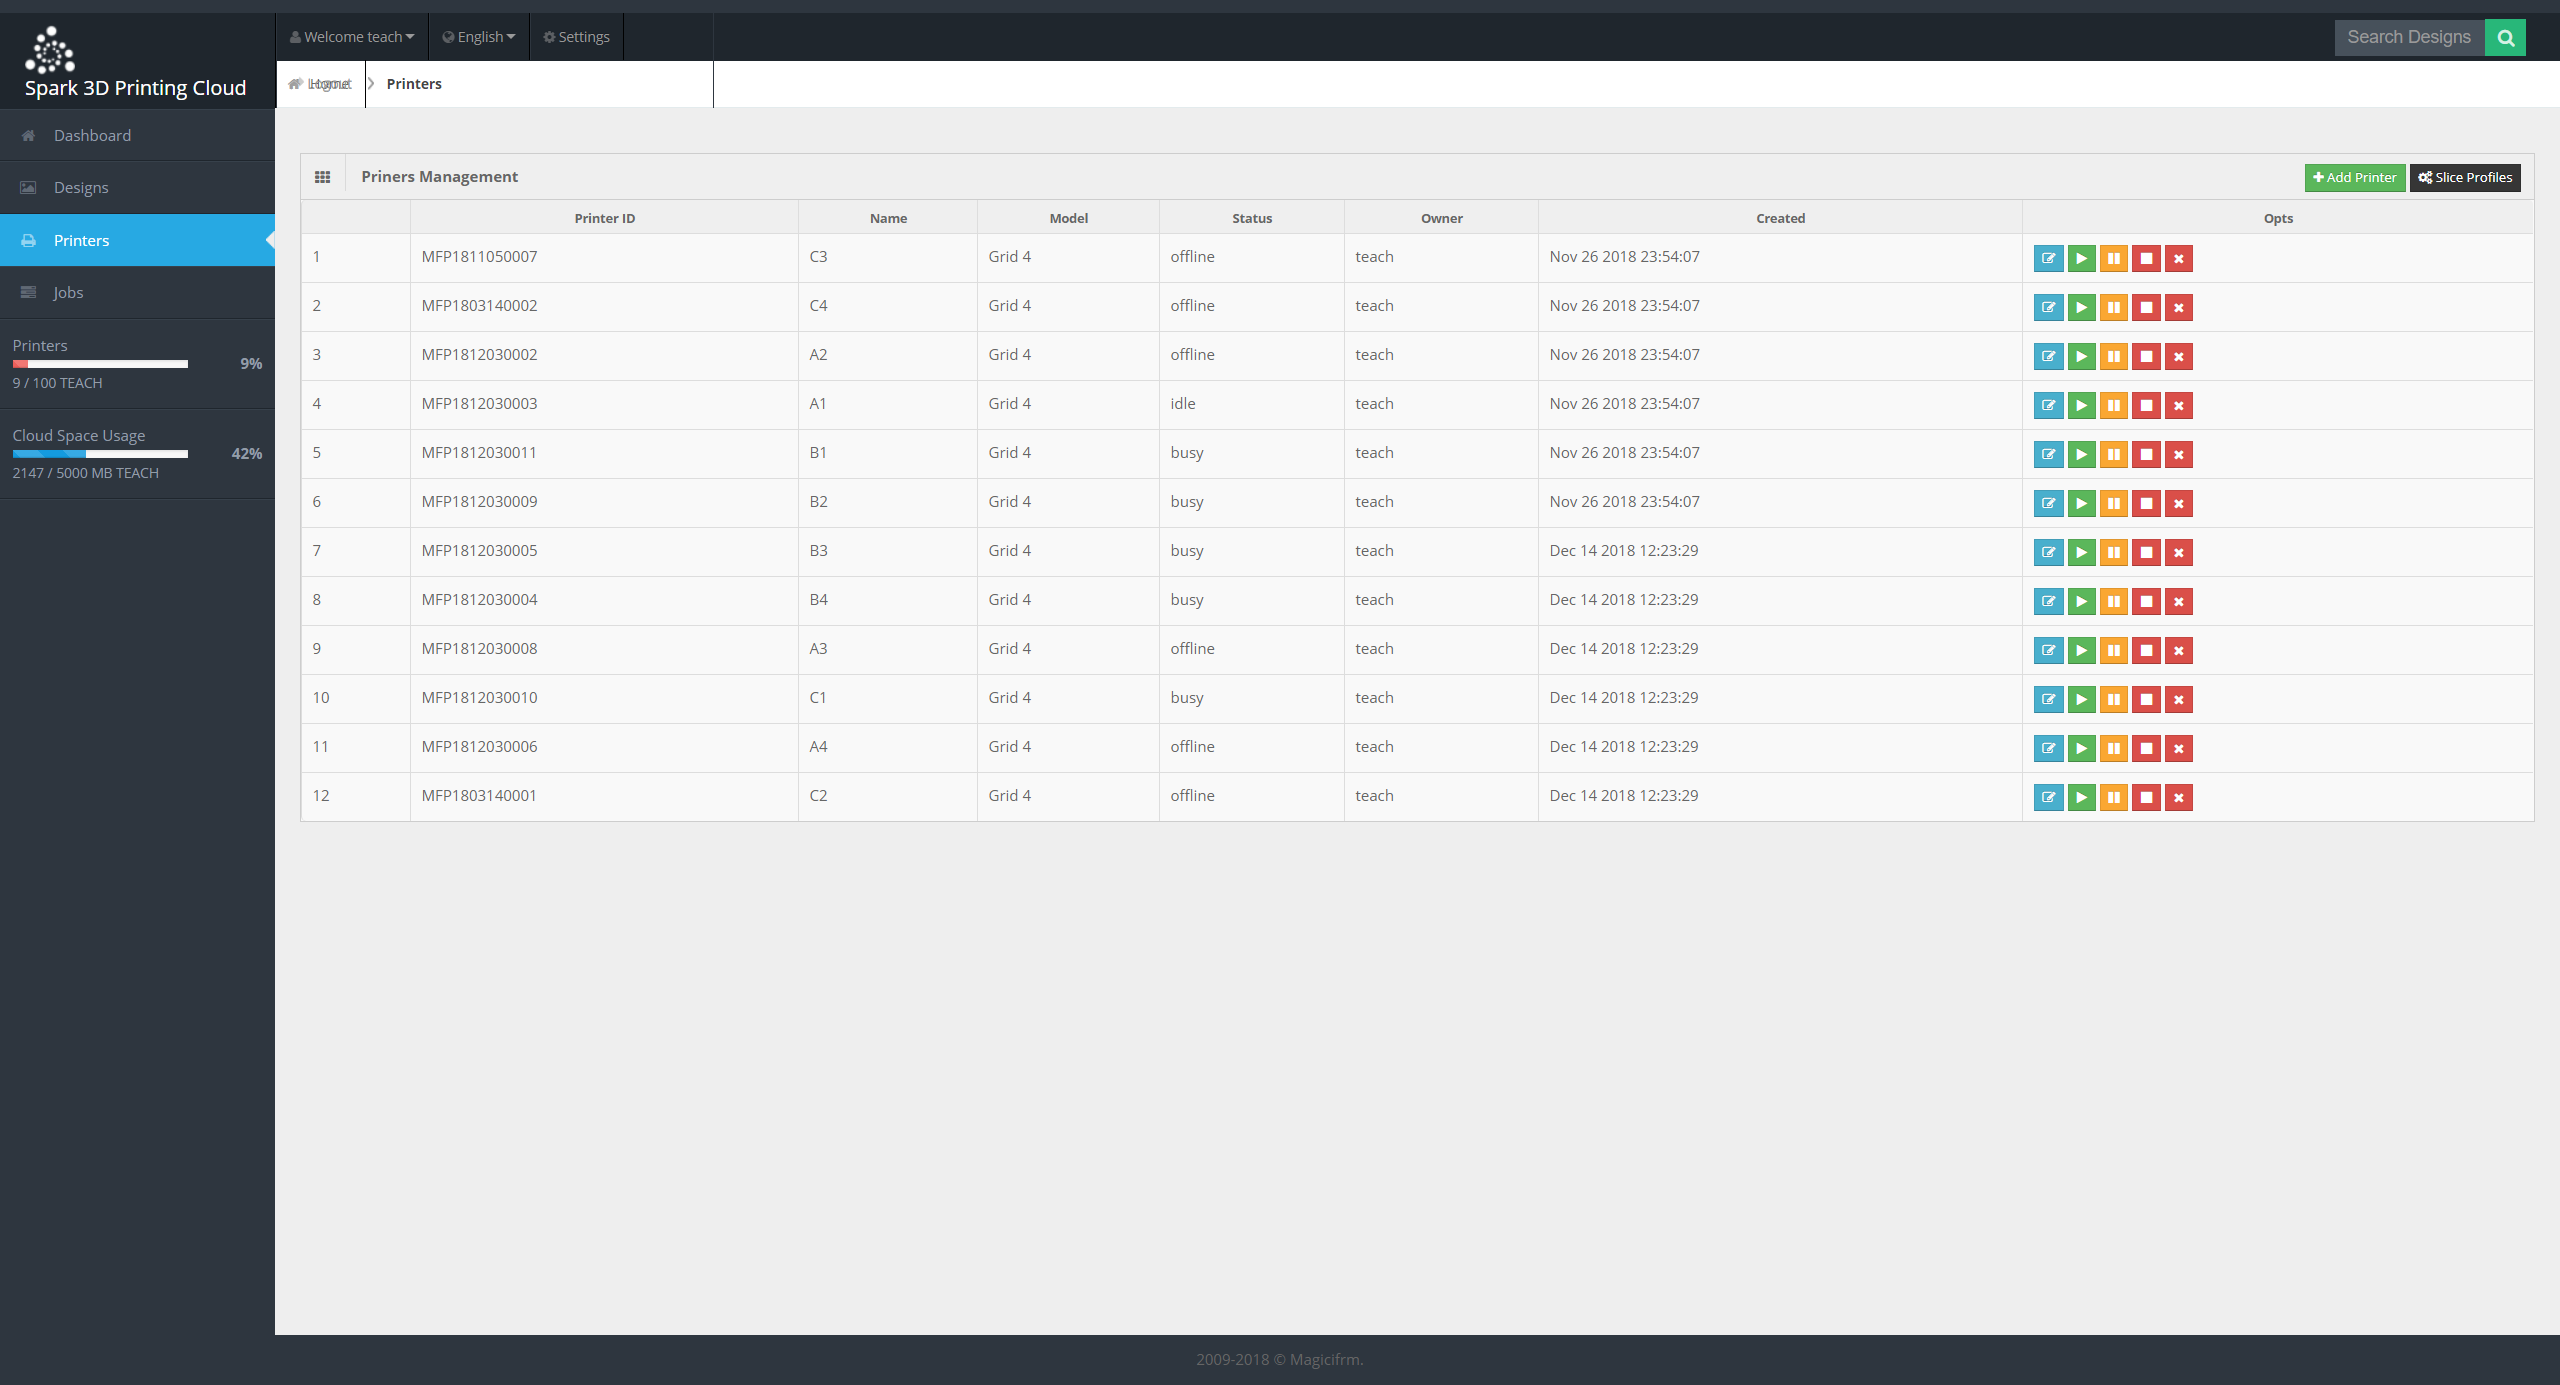 Welcome teach English Settings
Search Designs
Spark 3D Printing Cloud
Home Logout Printers
Dashboard
Designs
Printers
Jobs
Printers
9%
9 / 100 TEACH
Cloud Space Usage
42%
2147 / 5000 MB TEACH
Priners Management
Add Printer Slice Profiles
Printer ID Name Model Status Owner Created Opts
1 MFP1811050007 C3 Grid 4 offline teach Nov 26 2018 23:54:07
2 MFP1803140002 C4 Grid 4 offline teach Nov 26 2018 23:54:07
3 MFP1812030002 A2 Grid 4 offline teach Nov 26 2018 23:54:07
4 MFP1812030003 A1 Grid 4 idle teach Nov 26 2018 23:54:07
5 MFP1812030011 B1 Grid 4 busy teach Nov 26 2018 23:54:07
6 MFP1812030009 B2 Grid 4 busy teach Nov 26 2018 23:54:07
7 MFP1812030005 B3 Grid 4 busy teach Dec 14 2018 12:23:29
8 MFP1812030004 B4 Grid 4 busy teach Dec 14 2018 12:23:29
9 MFP1812030008 A3 Grid 4 offline teach Dec 14 2018 12:23:29
10 MFP1812030010 C1 Grid 4 busy teach Dec 14 2018 12:23:29
11 MFP1812030006 A4 Grid 4 offline teach Dec 14 2018 12:23:29
12 MFP1803140001 C2 Grid 4 offline teach Dec 14 2018 12:23:29
2009-2018 © Magicifrm.